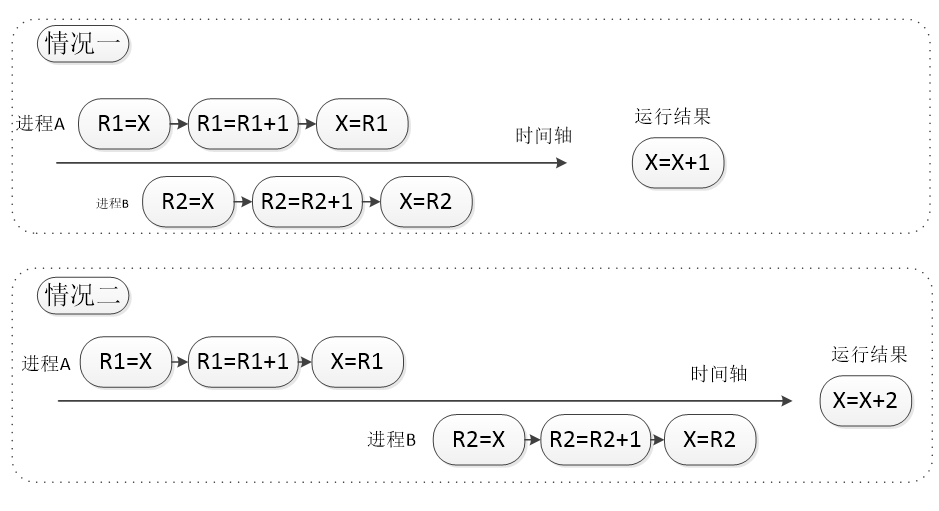 情况一
进程A R1=X R1=R1+1 X=R1
时间轴
运行结果
X=X+1
进程B R2=X R2=R2+1 X=R2
情况二
进程A R1=X R1=R1+1 X=R1
时间轴
运行结果
X=X+2
进程B R2=X R2=R2+1 X=R2